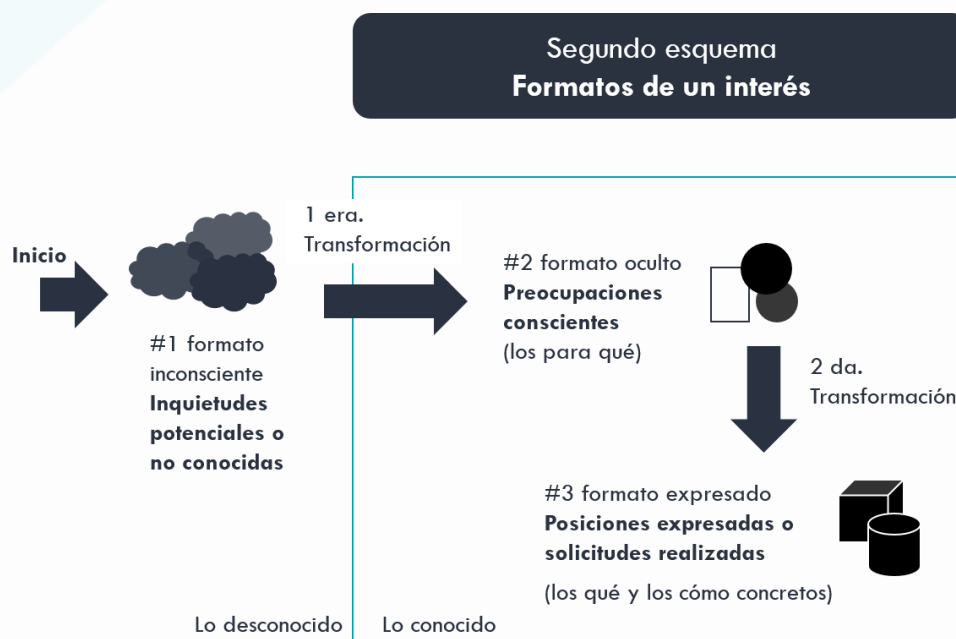 Segundo esquema
Formatos de un interés
Inicio
1 era.
Transformación
#1 formato
inconsciente
Inquietudes
potenciales o
no conocidas
#2 formato oculto
Preocupaciones
conscientes
(los para qué)
2 da.
Transformación
#3 formato expresado
Posiciones expresadas o
solicitudes realizadas
(los qué y los cómo concretos)
Lo desconocido
Lo conocido